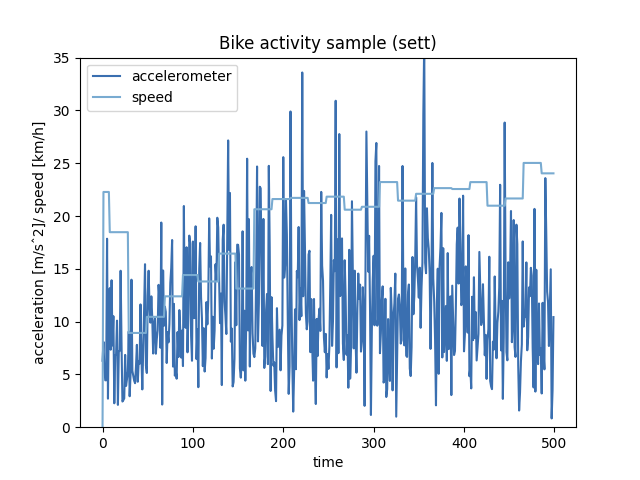 Bike activity sample (sett)
accelerometer
speed
acceleration [m/s^2]/ speed [km/h]
35
30
25
20
15
10
5
0
0 100 200 300 400 500
time